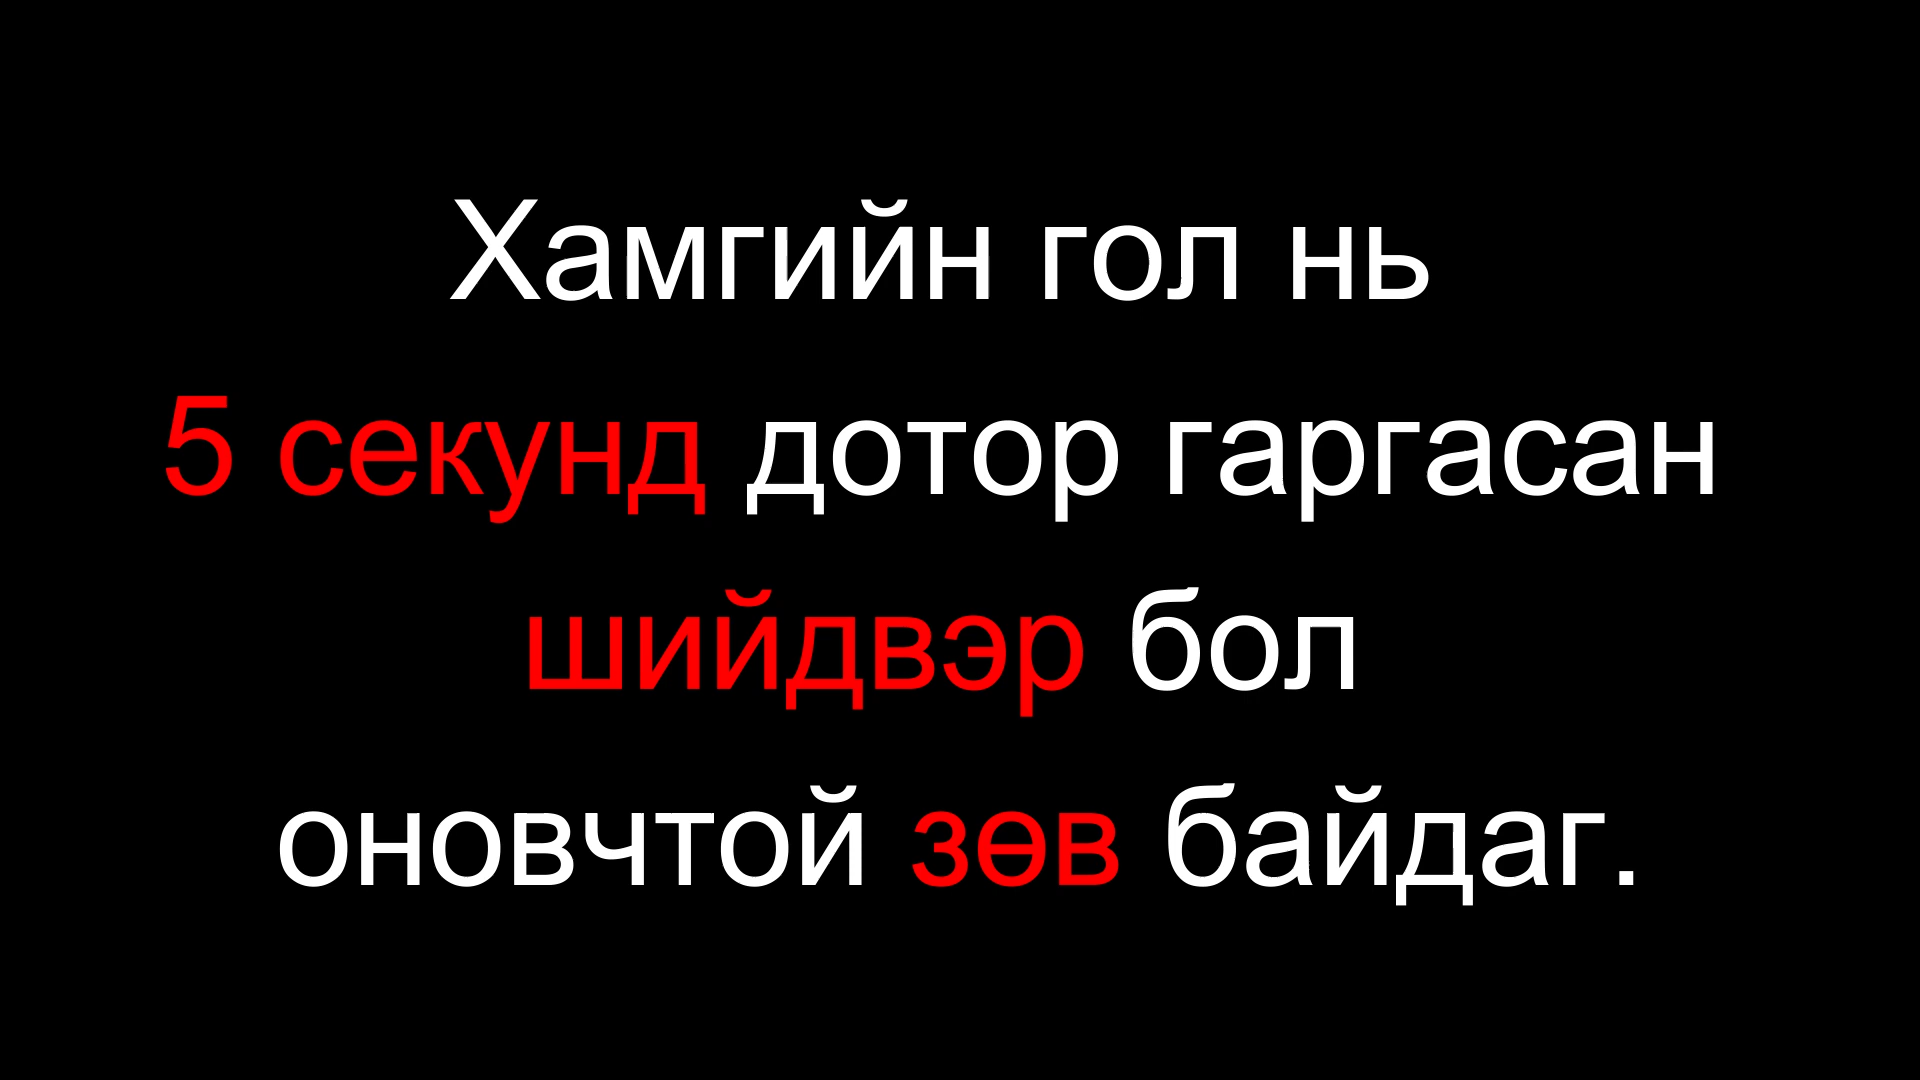 Хамгийн гол нь
5 секунд дотор гаргасан
шийдвэр бол
оновчтой зөв байдаг.